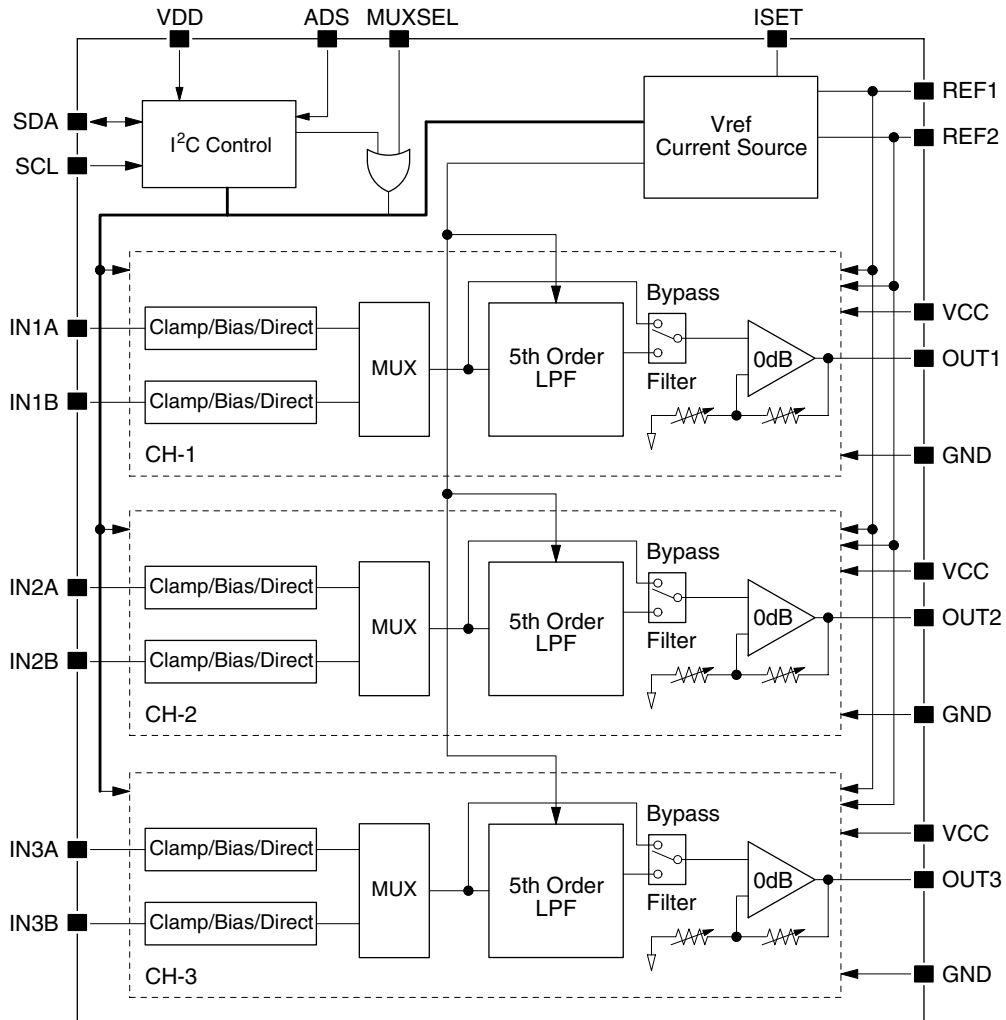 VDD ADS MUXSEL ISET
SDA
SCL
I²C Control
Vref
Current Source
REF1
REF2
IN1A
IN1B
Clamp/Bias/Direct
Clamp/Bias/Direct
MUX
5th Order
LPF
Bypass
Filter
0dB
CH-1
VCC
OUT1
GND
IN2A
IN2B
Clamp/Bias/Direct
Clamp/Bias/Direct
MUX
5th Order
LPF
Bypass
Filter
0dB
CH-2
VCC
OUT2
GND
IN3A
IN3B
Clamp/Bias/Direct
Clamp/Bias/Direct
MUX
5th Order
LPF
Bypass
Filter
0dB
CH-3
VCC
OUT3
GND